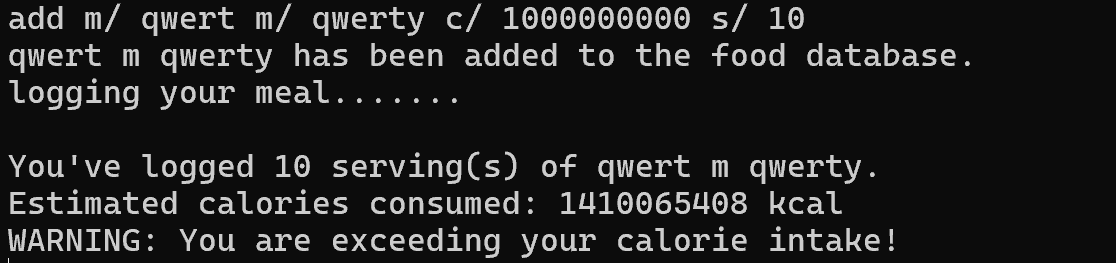 add m/ qwert m/ qwerty c/ 1000000000 s/ 10
qwert m qwerty has been added to the food database.
logging your meal.......
You've logged 10 serving(s) of qwert m qwerty.
Estimated calories consumed: 1410065408 kcal
WARNING: You are exceeding your calorie intake!